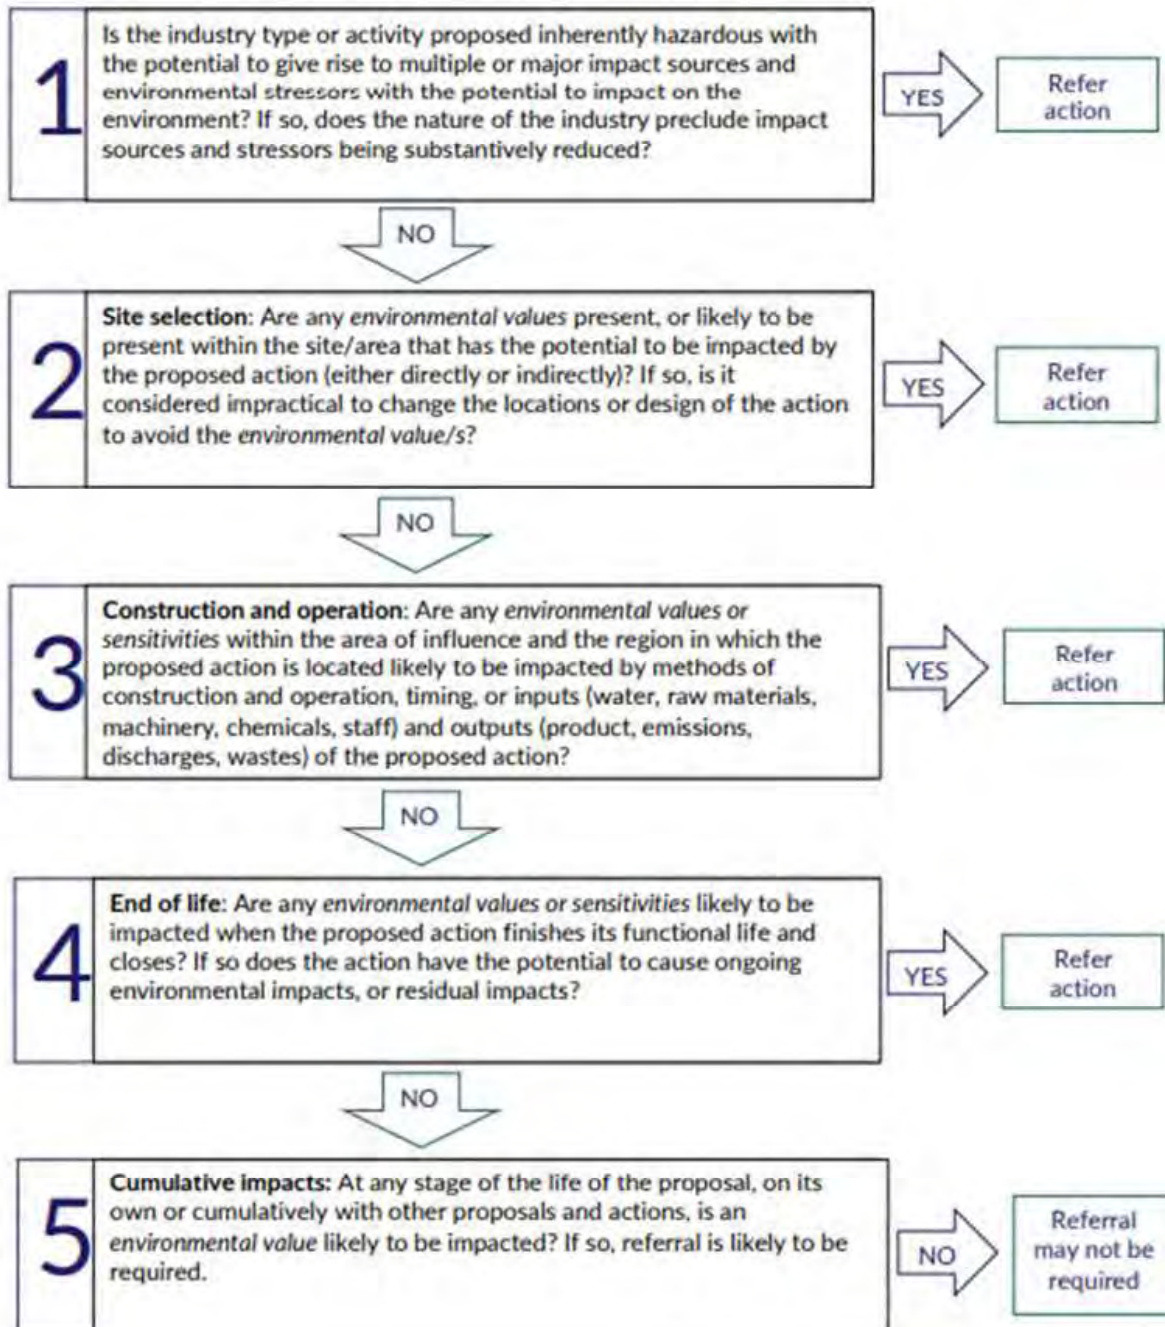 1
Is the industry type or activity proposed inherently hazardous with
the potential to give rise to multiple or major impact sources and
environmental stressors with the potential to impact on the
environment? If so, does the nature of the industry preclude impact
sources and stressors being substantively reduced?
YES
Refer
action
NO
2
Site selection: Are any environmental values present, or likely to be
present within the site/area that has the potential to be impacted by
the proposed action (either directly or indirectly)? If so, is it
considered impractical to change the locations or design of the action
to avoid the environmental value/s?
YES
Refer
action
NO
3
Construction and operation: Are any environmental values or
sensitivities within the area of influence and the region in which the
proposed action is located likely to be impacted by methods of
construction and operation, timing, or inputs (water, raw materials,
machinery, chemicals, staff) and outputs (product, emissions,
discharges, wastes) of the proposed action?
YES
Refer
action
NO
4
End of life: Are any environmental values or sensitivities likely to be
impacted when the proposed action finishes its functional life and
closes? If so does the action have the potential to cause ongoing
environmental impacts, or residual impacts?
YES
Refer
action
NO
5
Cumulative impacts: At any stage of the life of the proposal, on its
own or cumulatively with other proposals and actions, is an
environmental value likely to be impacted? If so, referral is likely to be
required.
NO
Referral
may not be
required